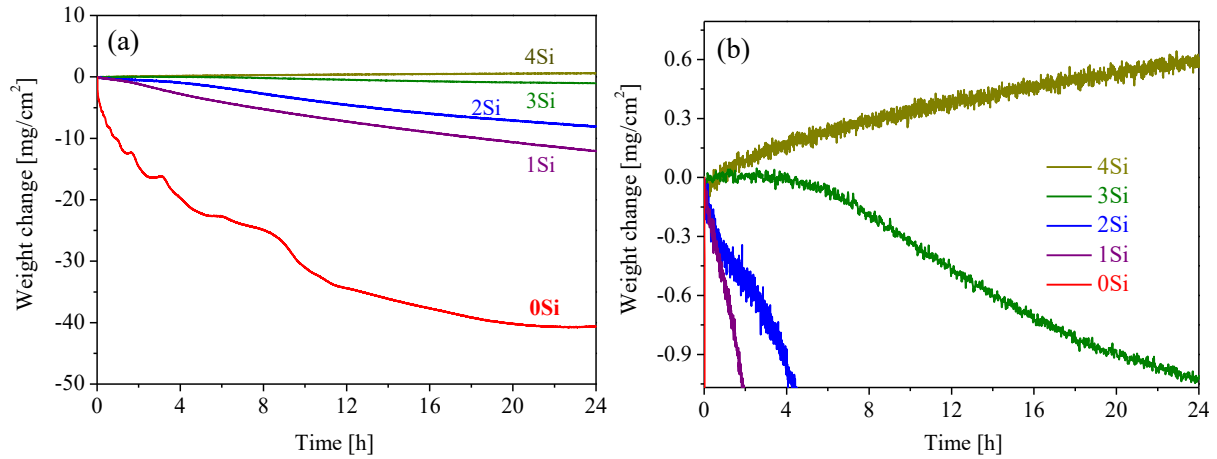 (a)
10
0
-10
-20
-30
-40
-50
Weight change [mg/cm²]
4Si
3Si
2Si
1Si
0Si
0 4 8 12 16 20 24
Time [h]
(b)
0.6
0.3
0.0
-0.3
-0.6
-0.9
Weight change [mg/cm²]
4Si
3Si
2Si
1Si
0Si
0 4 8 12 16 20 24
Time [h]